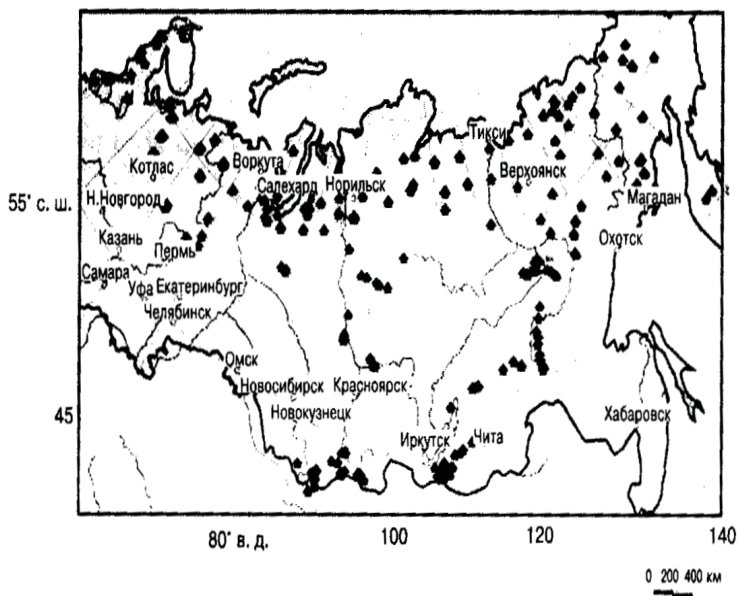 Тикси
Котлас
Воркута
Верхоянск
Салехард
Норильск
55° с. ш.
Н.Новгород
Магадан
Казань
Пермь
Охотск
Самара
Уфа
Екатеринбург
Челябинск
Омск
Новосибирск
Красноярск
45
Новокузнецк
Хабаровск
Иркутск
Чита
80° в. д.
100
120
140
0 200 400 км